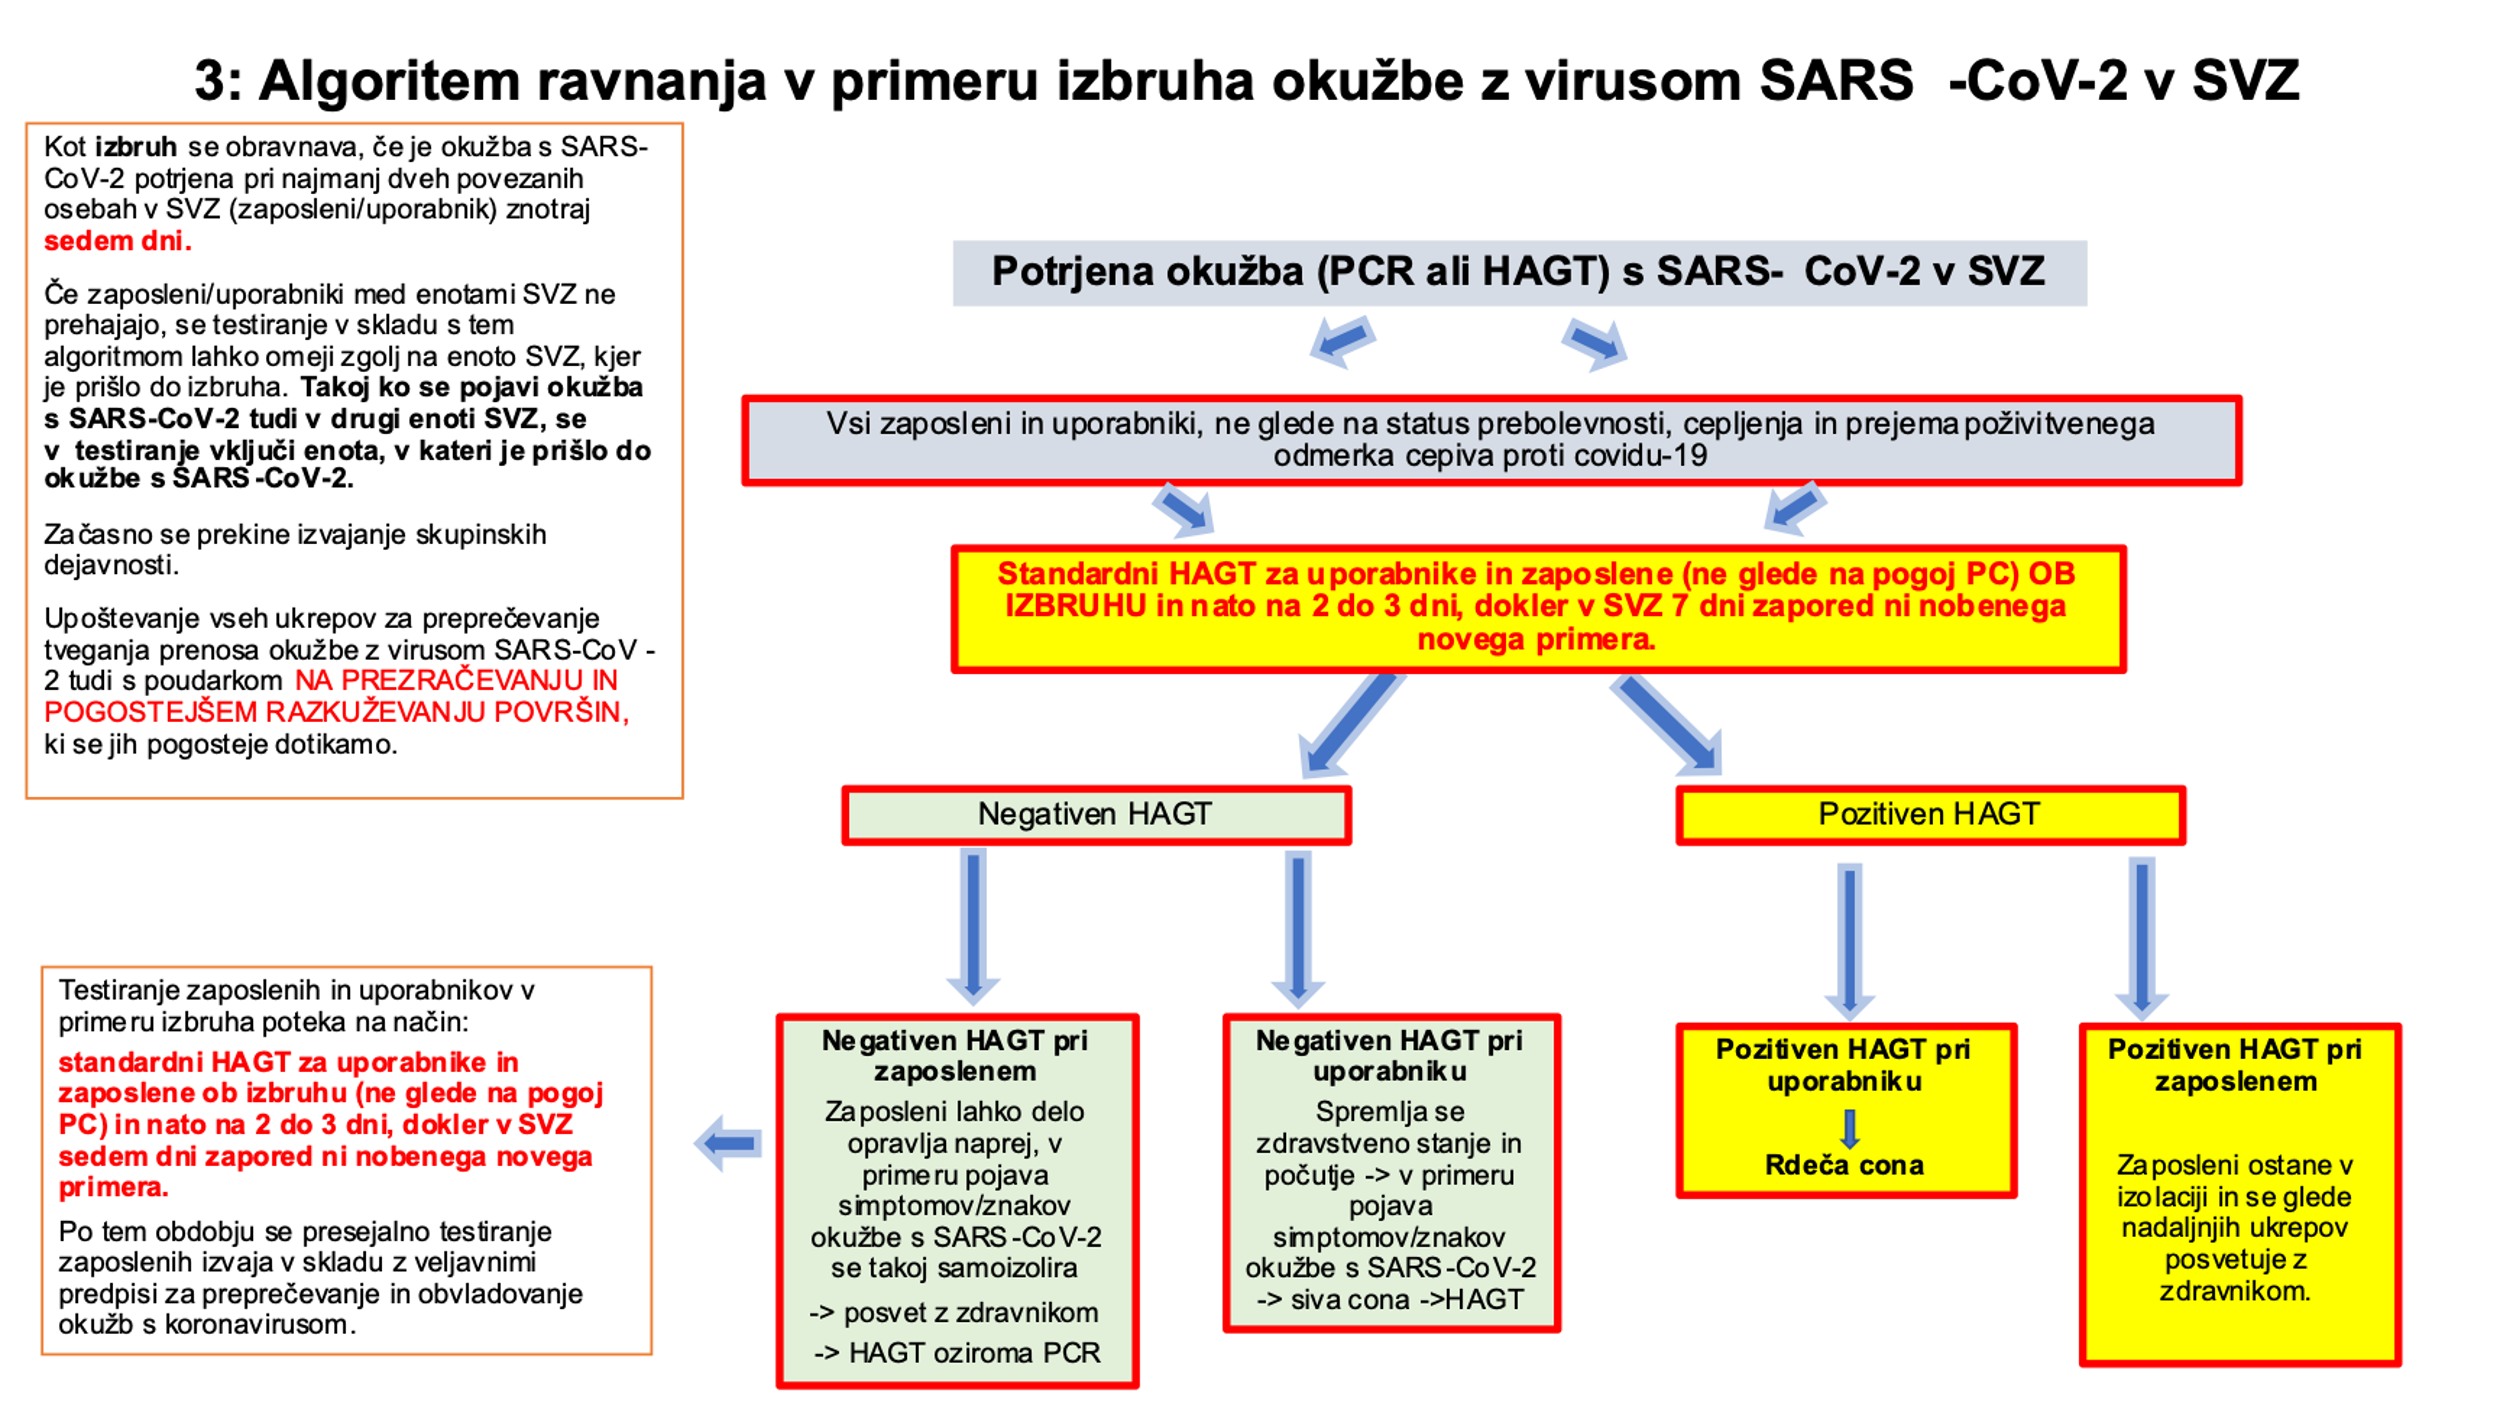 3: Algoritem ravnanja v primeru izbruha okužbe z virusom SARS -CoV-2 v SVZ
Kot izbruh se obravnava, če je okužba s SARS-
CoV-2 potrjena pri najmanj dveh povezanih
osebah v SVZ (zaposleni/uporabnik) znotraj
sedem dni.
Če zaposleni/uporabniki med enotami SVZ ne
prehajajo, se testiranje v skladu s tem
algoritmom lahko omeji zgolj na enoto SVZ, kjer
je prišlo do izbruha. Takoj ko se pojavi okužba
s SARS-CoV-2 tudi v drugi enoti SVZ, se
v testiranje vključi enota, v kateri je prišlo do
okužbe s SARS-CoV-2.
Začasno se prekine izvajanje skupinskih
dejavnosti.
Upoštevanje vseh ukrepov za preprečevanje
tveganja prenosa okužbe z virusom SARS-CoV -
2 tudi s poudarkom NA PREZRAČEVANJU IN
POGOSTEJŠEM RAZKUŽEVANJU POVRŠIN,
ki se jih pogosteje dotikamo.
Potrjena okužba (PCR ali HAGT) s SARS- CoV-2 v SVZ
Vsi zaposleni in uporabniki, ne glede na status prebolevnosti, cepljenja in prejema poživitvenega
odmerka cepiva proti covidu-19
Standardni HAGT za uporabnike in zaposlene (ne glede na pogoj PC) OB
IZBRUHU in nato na 2 do 3 dni, dokler v SVZ 7 dni zapored ni nobenega
novega primera.
Negativen HAGT
Pozitiven HAGT
Testiranje zaposlenih in uporabnikov v
primeru izbruha poteka na način:
standardni HAGT za uporabnike in
zaposlene ob izbruhu (ne glede na pogoj
PC) in nato na 2 do 3 dni, dokler v SVZ
sedem dni zapored ni nobenega novega
primera.
Po tem obdobju se presejalno testiranje
zaposlenih izvaja v skladu z veljavnimi
predpisi za preprečevanje in obvladovanje
okužb s koronavirusom.
Negativen HAGT pri
zaposlenem
Zaposleni lahko delo
opravlja naprej, v
primeru pojava
simptomov/znakov
okužbe s SARS-CoV-2
se takoj samoizolira
-> posvet z zdravnikom
-> HAGT oziroma PCR
Negativen HAGT pri
uporabniku
Spremlja se
zdravstveno stanje in
počutje -> v primeru
pojava
simptomov/znakov
okužbe s SARS-CoV-2
-> siva cona ->HAGT
Pozitiven HAGT pri
uporabniku
Rdeča cona
Pozitiven HAGT pri
zaposlenem
Zaposleni ostane v
izolaciji in se glede
nadaljnjih ukrepov
posvetuje z
zdravnikom.